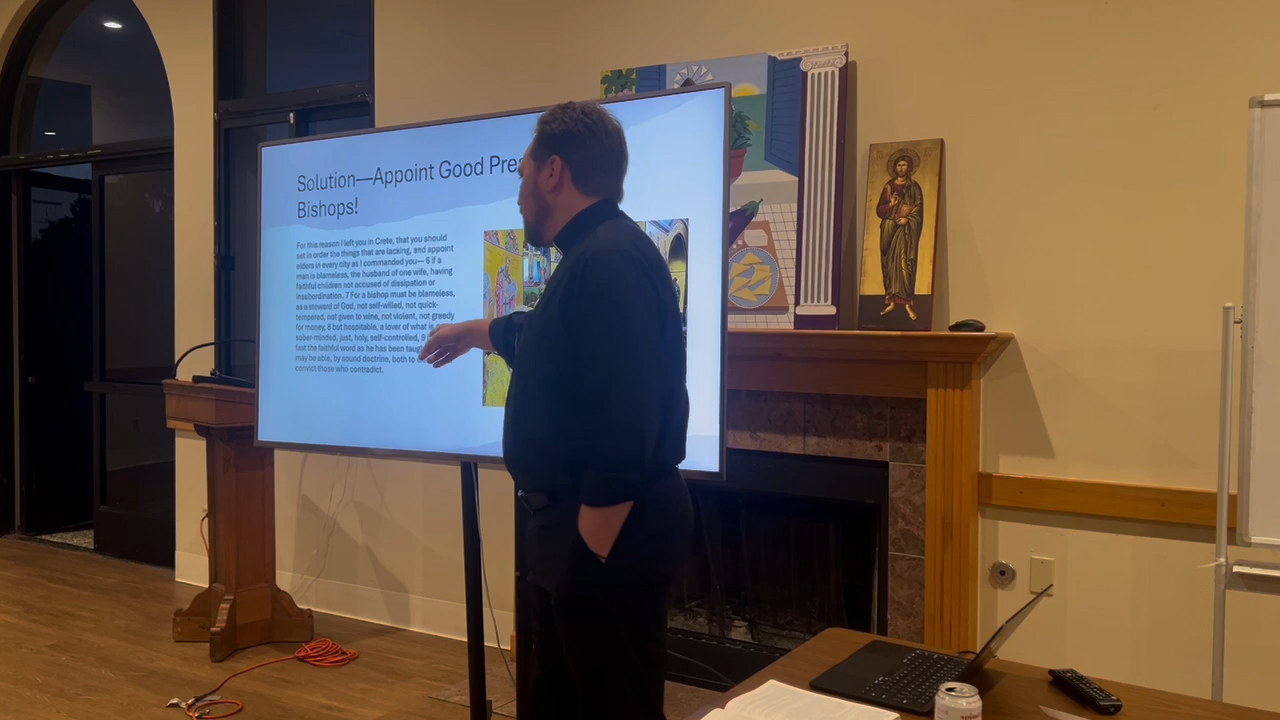 Solution—Appoint Good
Bishops!
For this reason I left you in Crete, that you should
set in order the things that are lacking, and appoint
elders in every city as I commanded you— 6 if a
man is blameless, the husband of one wife, having
faithful children not accused of dissipation or
insubordination. 7 For a bishop must be blameless,
as a steward of God, not self-willed, not quick-
tempered, not given to wine, not violent, not greedy
for money, 8 but hospitable, a lover of what is
sober-minded, just, holy, self-controlled, 9
fast the faithful word as he has been
may be able, by sound doctrine, both to
convict those who contradict.